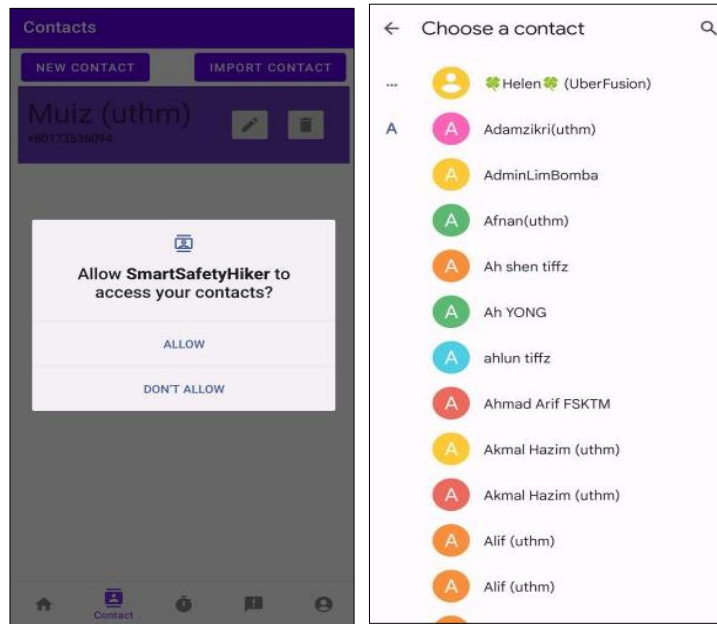 Contacts
NEW CONTACT
IMPORT CONTACT
Muiz (uthm)
+60173536094
Allow SmartSafetyHiker to
access your contacts?
ALLOW
DON'T ALLOW
Contact
Choose a contact
...
🍀Helen🍀 (UberFusion)
A
A Adamzikri(uthm)
A AdminLimBomba
A Afnan(uthm)
A Ah shen tiffz
A Ah YONG
A ahlun tiffz
A Ahmad Arif FSKTM
A Akmal Hazim (uthm)
A Akmal Hazim (uthm)
A Alif (uthm)
A Alif (uthm)